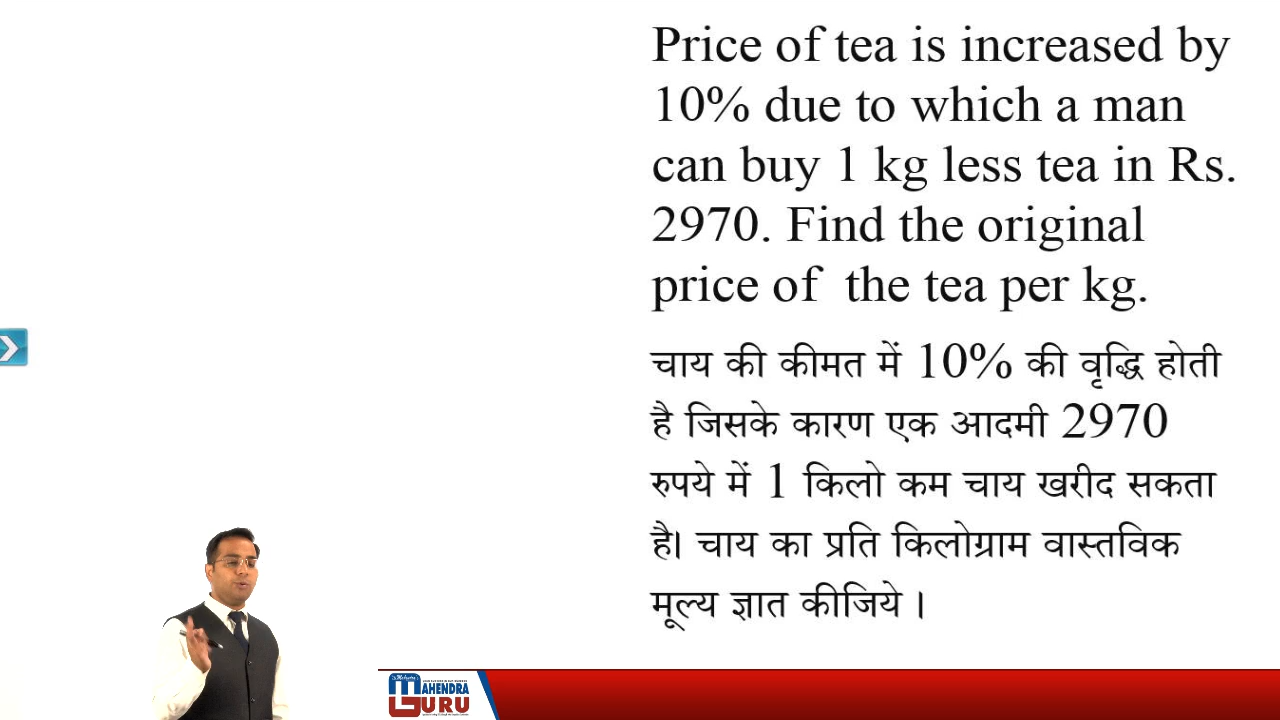 Price of tea is increased by
10% due to which a man
can buy 1 kg less tea in Rs.
2970. Find the original
price of the tea per kg.
चाय की कीमत में 10% की वृद्धि होती
है जिसके कारण एक आदमी 2970
रुपये में 1 किलो कम चाय खरीद सकता
है। चाय का प्रति किलोग्राम वास्तविक
मूल्य ज्ञात कीजिये ।
MAHENDRA
GURU